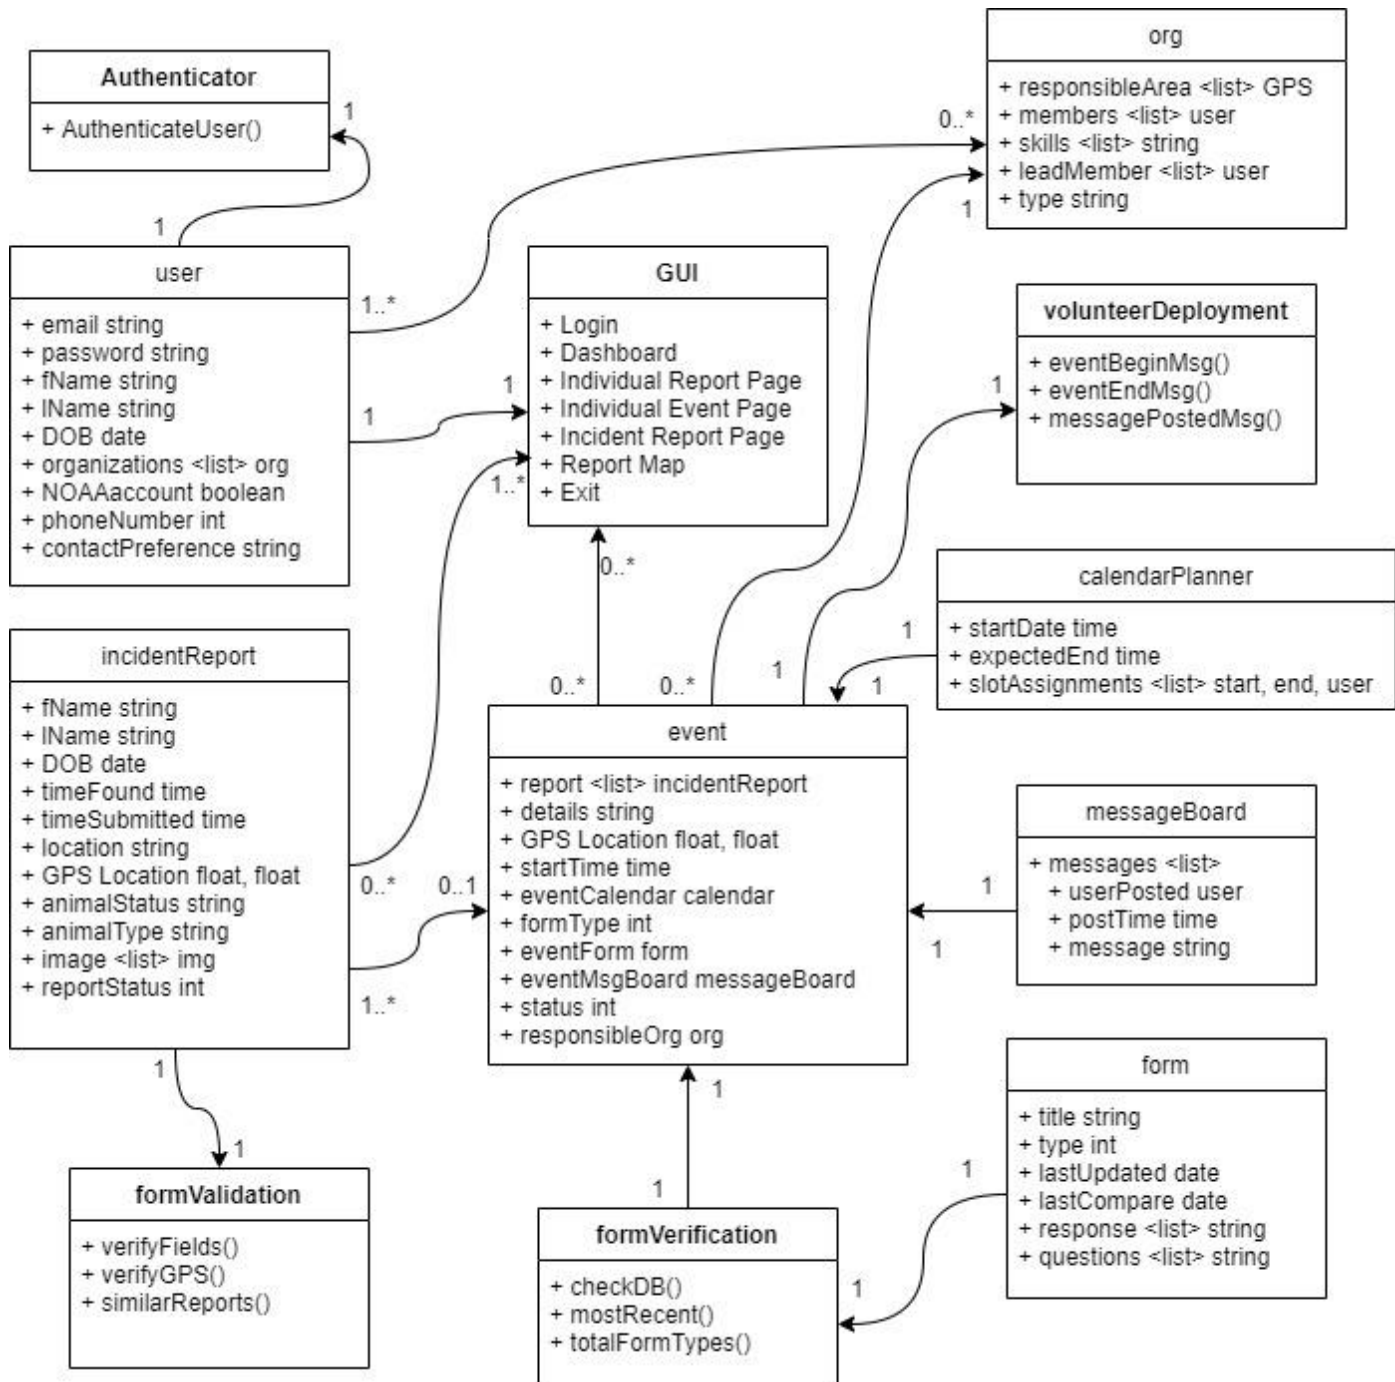 Authenticator
+ AuthenticateUser()
1
1
org
+ responsibleArea <list> GPS
+ members <list> user
+ skills <list> string
+ leadMember <list> user
+ type string
0..*
1
user
+ email string
+ password string
+ fName string
+ lName string
+ DOB date
+ organizations <list> org
+ NOAAaccount boolean
+ phoneNumber int
+ contactPreference string
1..*
1
GUI
+ Login
+ Dashboard
+ Individual Report Page
+ Individual Event Page
+ Incident Report Page
+ Report Map
+ Exit
1
1..*
0..*
volunteerDeployment
+ eventBeginMsg()
+ eventEndMsg()
+ messagePostedMsg()
1
calendarPlanner
+ startDate time
+ expectedEnd time
+ slotAssignments <list> start, end, user
1
1
incidentReport
+ fName string
+ lName string
+ DOB date
+ timeFound time
+ timeSubmitted time
+ location string
+ GPS Location float, float
+ animalStatus string
+ animalType string
+ image <list> img
+ reportStatus int
0..*
1..*
0..1
1
0..*
0..*
1
event
+ report <list> incidentReport
+ details string
+ GPS Location float, float
+ startTime time
+ eventCalendar calendar
+ formType int
+ eventForm form
+ eventMsgBoard messageBoard
+ status int
+ responsibleOrg org
messageBoard
+ messages <list>
+ userPosted user
+ postTime time
+ message string
1
1
form
+ title string
+ type int
+ lastUpdated date
+ lastCompare date
+ response <list> string
+ questions <list> string
1
1
1
formValidation
+ verifyFields()
+ verifyGPS()
+ similarReports()
1
1
formVerification
+ checkDB()
+ mostRecent()
+ totalFormTypes()